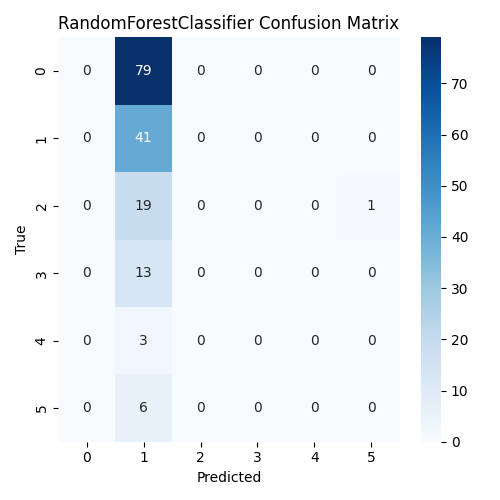 RandomForestClassifier Confusion Matrix
0 0 79 0 0 0 0
1 0 41 0 0 0 0
2 0 19 0 0 0 1
3 0 13 0 0 0 0
4 0 3 0 0 0 0
5 0 6 0 0 0 0
0 1 2 3 4 5
True
Predicted
70
60
50
40
30
20
10
0